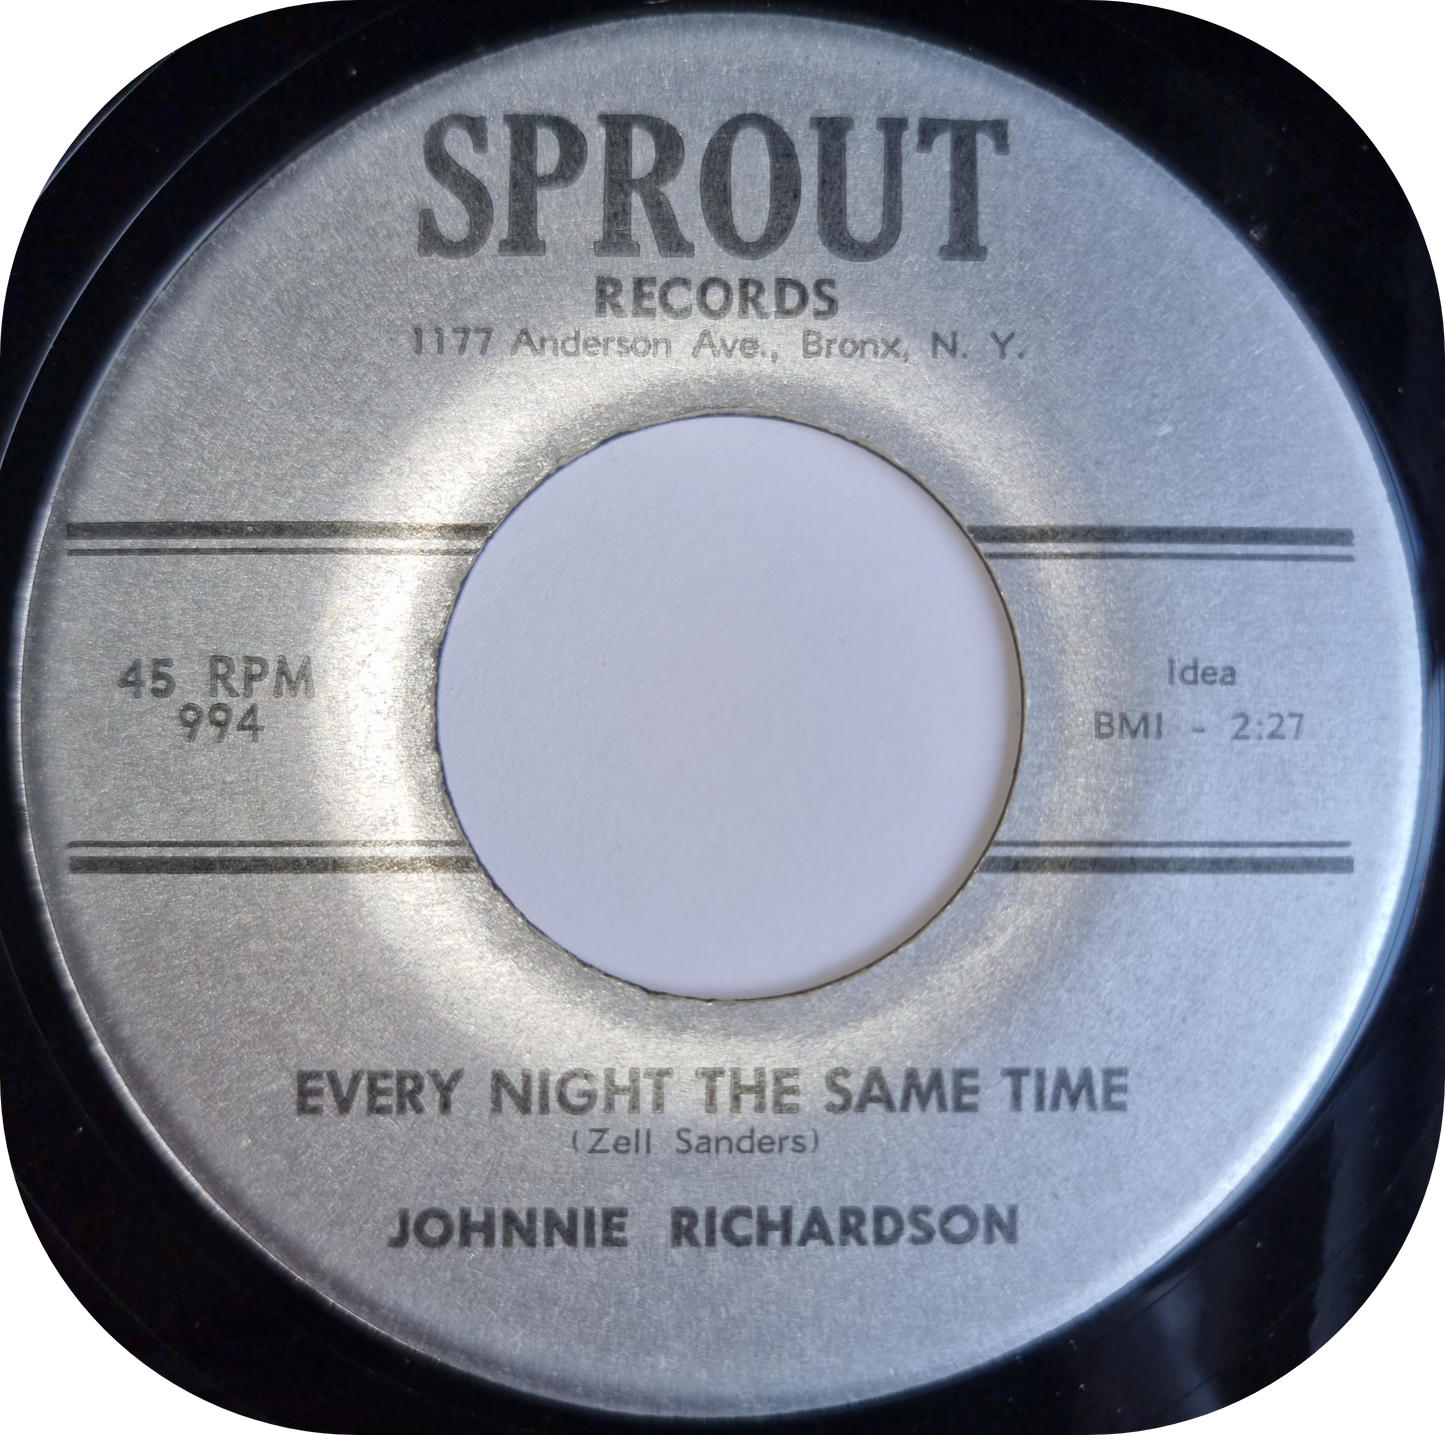 SPROUT
RECORDS
1177 Anderson Ave., Bronx, N. Y.
45 RPM
994
Idea
BMI - 2:27
EVERY NIGHT THE SAME TIME
(Zell Sanders)
JOHNNIE RICHARDSON